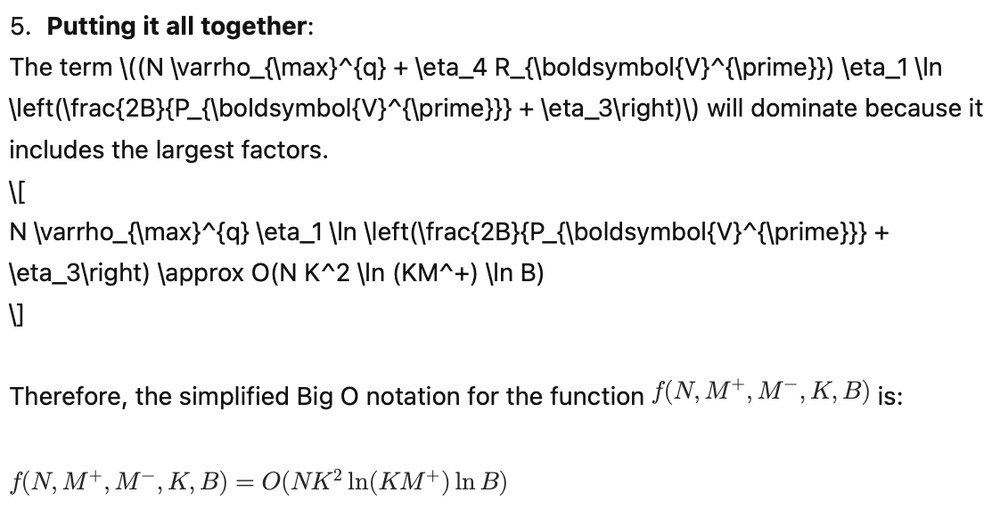 5. Putting it all together:
The term \((N \varrho_{\max}^{q} + \eta_4 R_{\boldsymbol{V}^{\prime}}) \eta_1 \ln
\left(\frac{2B}{P_{\boldsymbol{V}^{\prime}}} + \eta_3\right)\) will dominate because it
includes the largest factors.
\[
N \varrho_{\max}^{q} \eta_1 \ln \left(\frac{2B}{P_{\boldsymbol{V}^{\prime}}} +
\eta_3\right) \approx O(N K^2 \ln (KM^+) \ln B)
\]
Therefore, the simplified Big O notation for the function f(N, M⁺, M⁻, K, B) is:
f(N, M⁺, M⁻, K, B) = O(NK² ln(KM⁺) ln B)